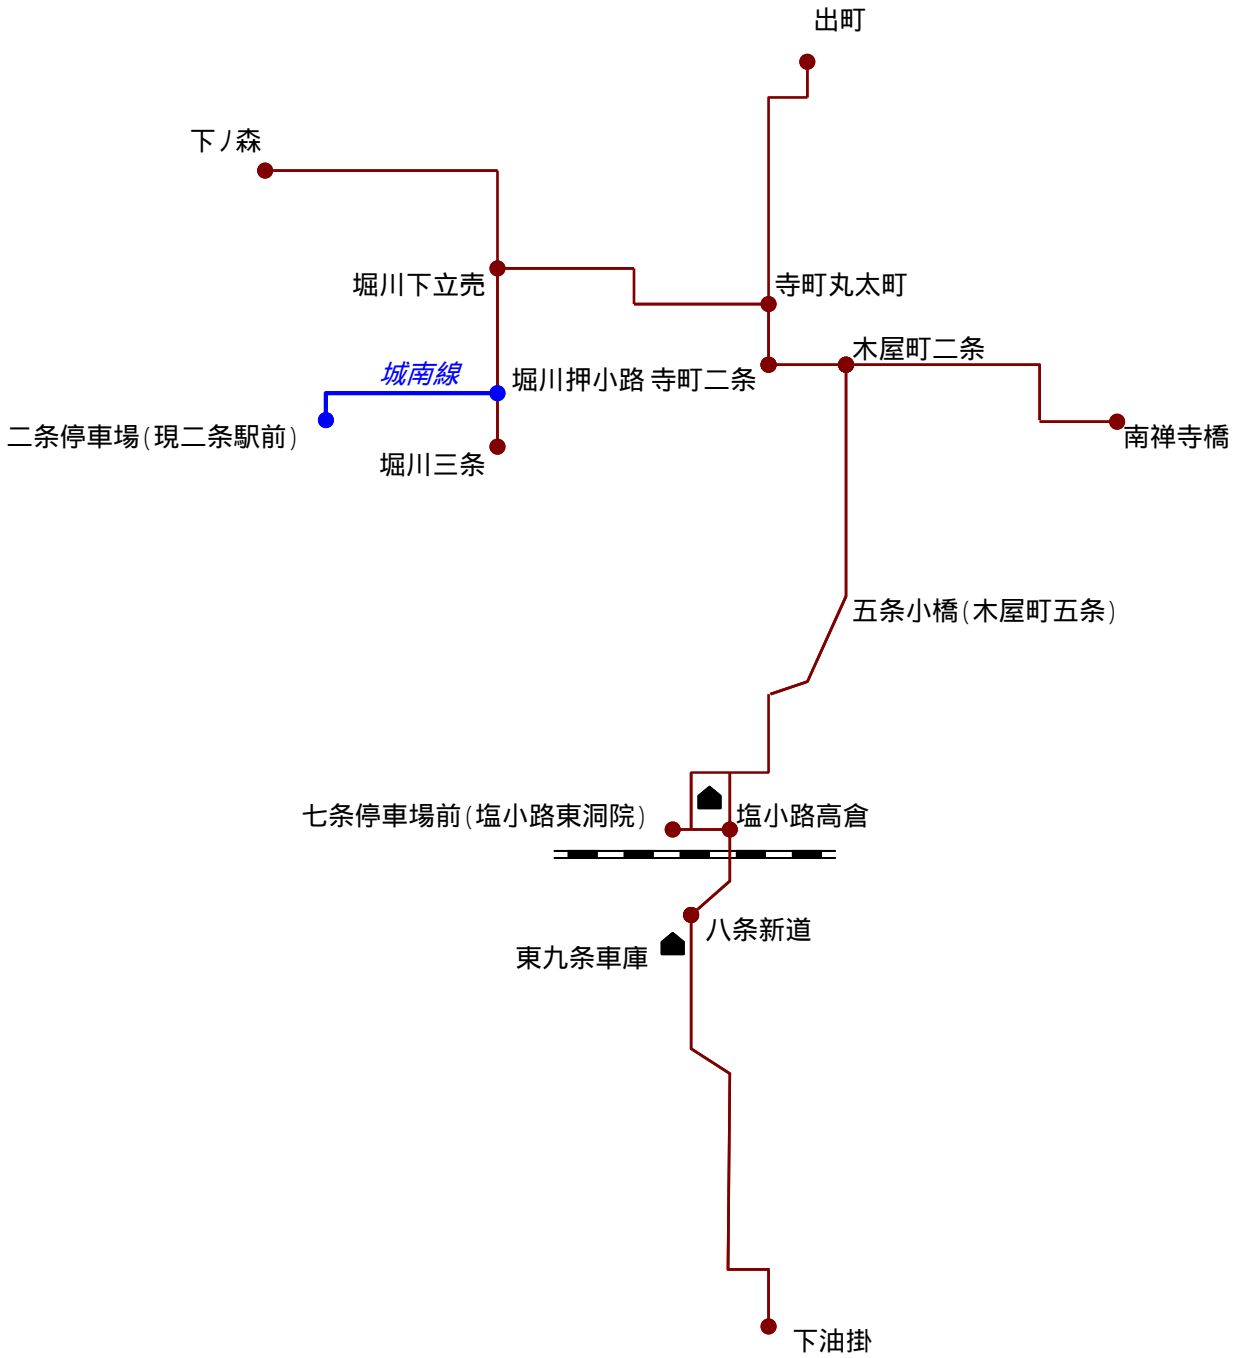 出町
下ノ森
堀川下立売
寺町丸太町
木屋町二条
城南線
堀川押小路
寺町二条
二条停車場(現二条駅前)
南禅寺橋
堀川三条
五条小橋(木屋町五条)
七条停車場前(塩小路東洞院)
塩小路高倉
八条新道
東九条車庫
下油掛